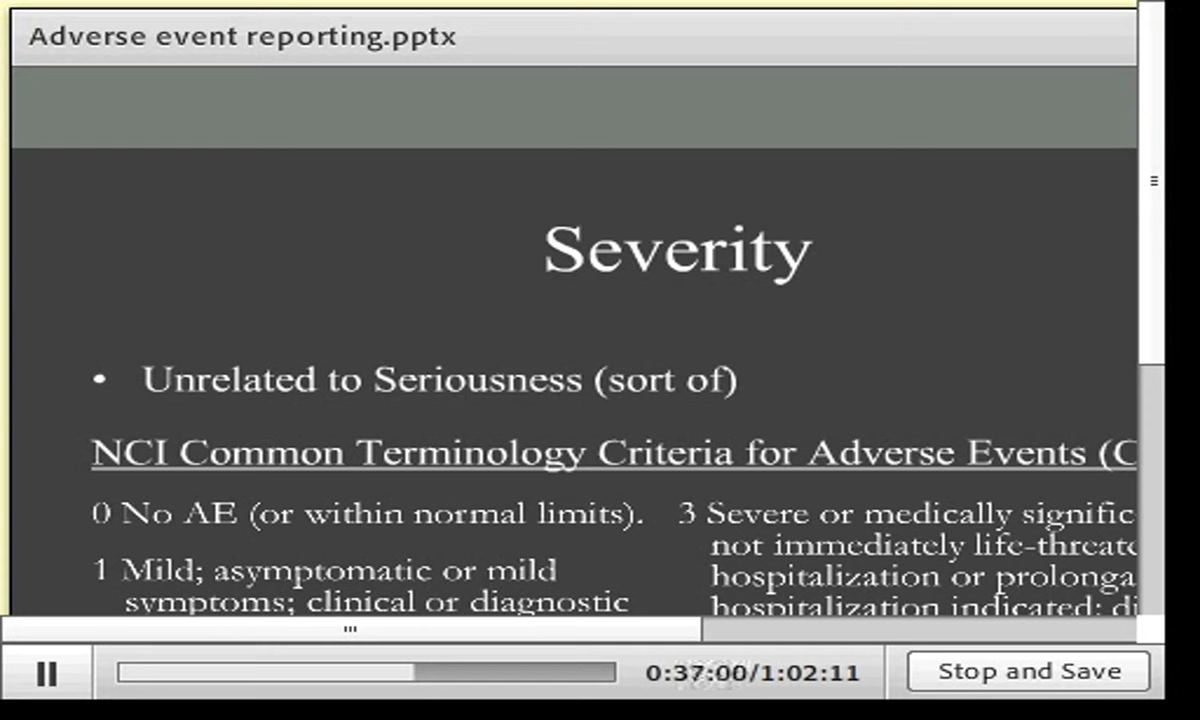 Adverse event reporting.pptx
Severity
• Unrelated to Seriousness (sort of)
NCI Common Terminology Criteria for Adverse Events (C
0 No AE (or within normal limits).
1 Mild; asymptomatic or mild
symptoms; clinical or diagnostic
3 Severe or medically
not immediately
hospitalization or
hospitalization indicated;
0:37:00/1:02:11
Stop and Save